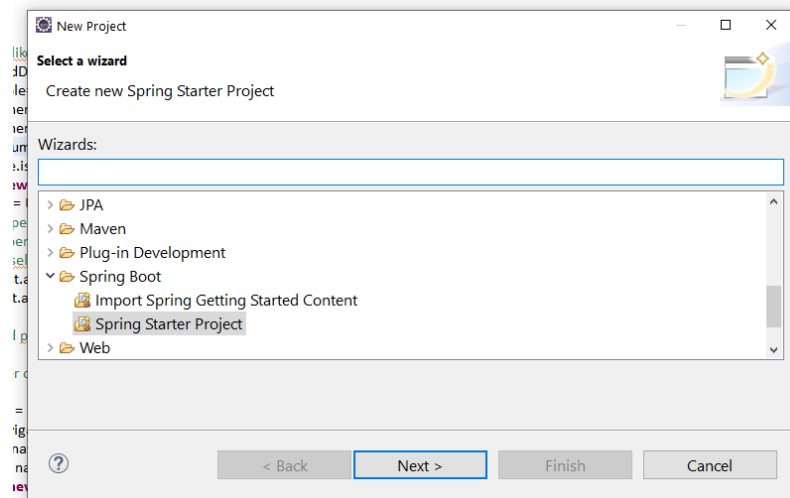 New Project
Select a wizard
Create new Spring Starter Project
Wizards:
JPA
Maven
Plug-in Development
Spring Boot
Import Spring Getting Started Content
Spring Starter Project
Web
?
< Back
Next >
Finish
Cancel